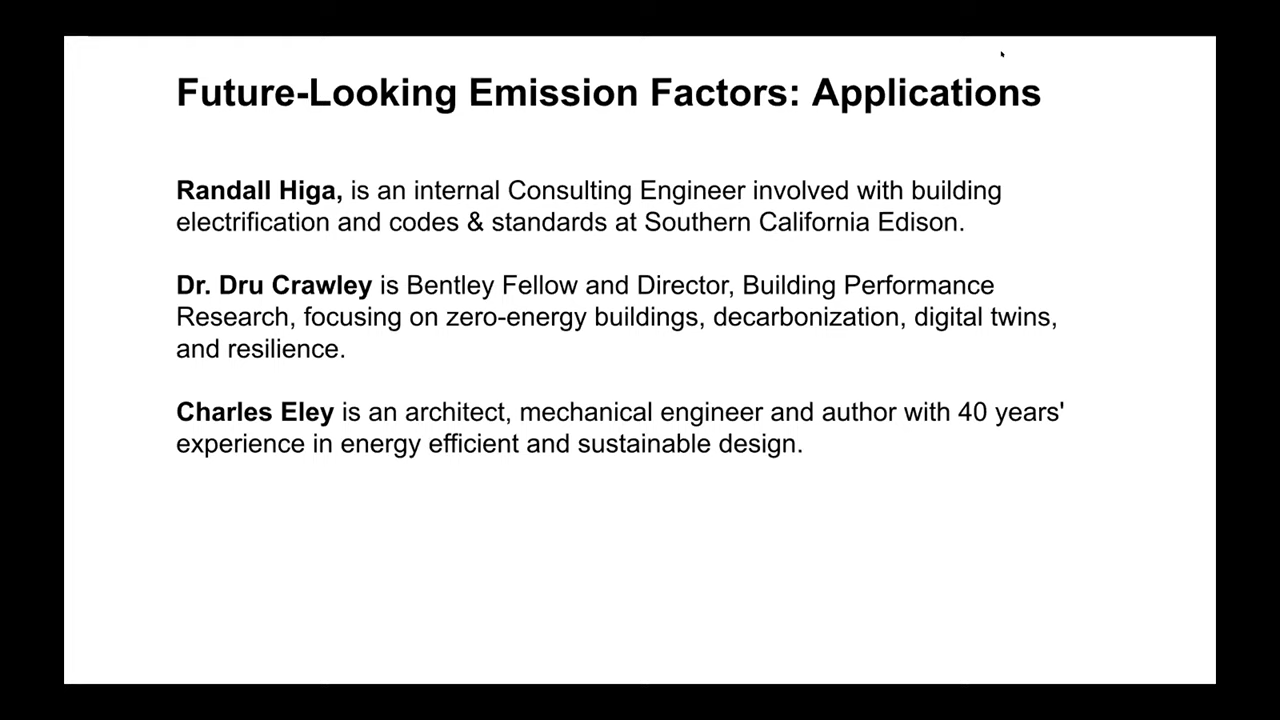 Future-Looking Emission Factors: Applications
Randall Higa, is an internal Consulting Engineer involved with building
electrification and codes & standards at Southern California Edison.
Dr. Dru Crawley is Bentley Fellow and Director, Building Performance
Research, focusing on zero-energy buildings, decarbonization, digital twins,
and resilience.
Charles Eley is an architect, mechanical engineer and author with 40 years'
experience in energy efficient and sustainable design.